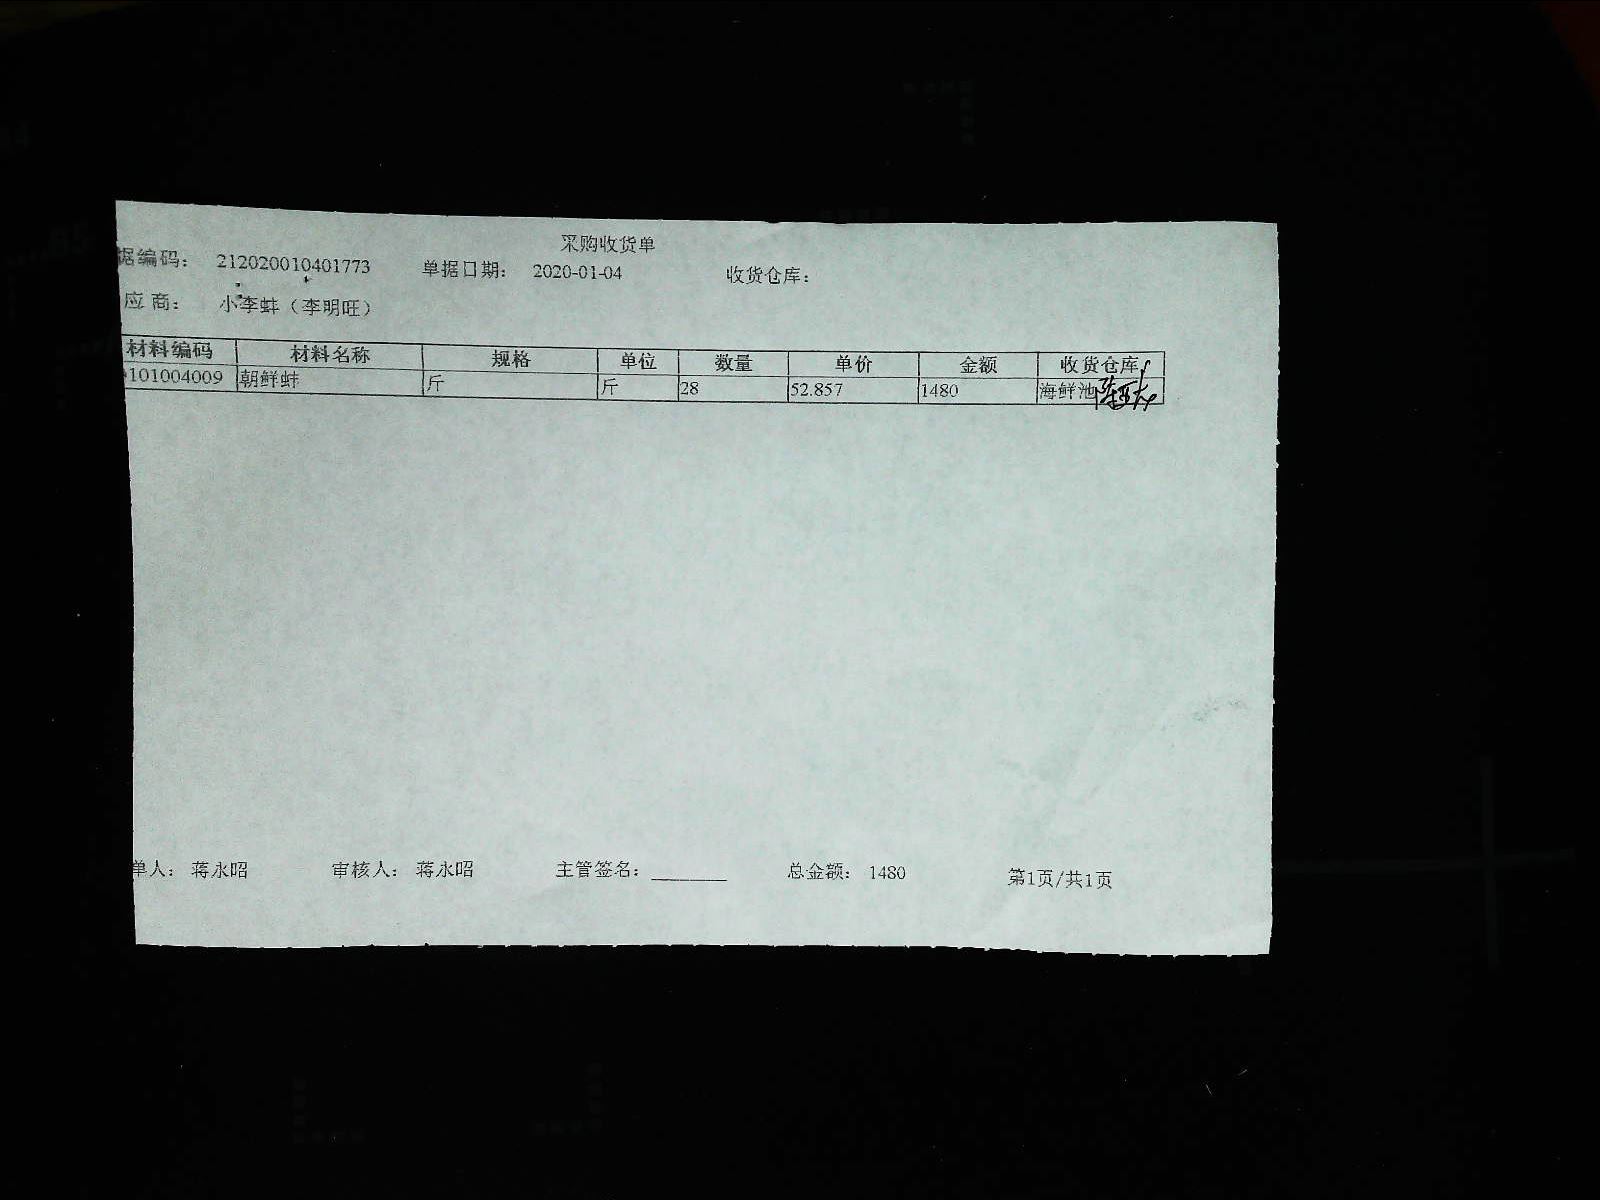 采购收货单
据编码： 212020010401773 单据日期： 2020-01-04 收货仓库：
应 商： 小李蚌（李明旺）
材料编码 材料名称 规格 单位 数量 单价 金额 收货仓库
101004009 朝鲜蚌 斤 斤 28 52.857 1480 海鲜池
单人： 蒋永昭 审核人： 蒋永昭 主管签名： 总金额： 1480 第1页/共1页